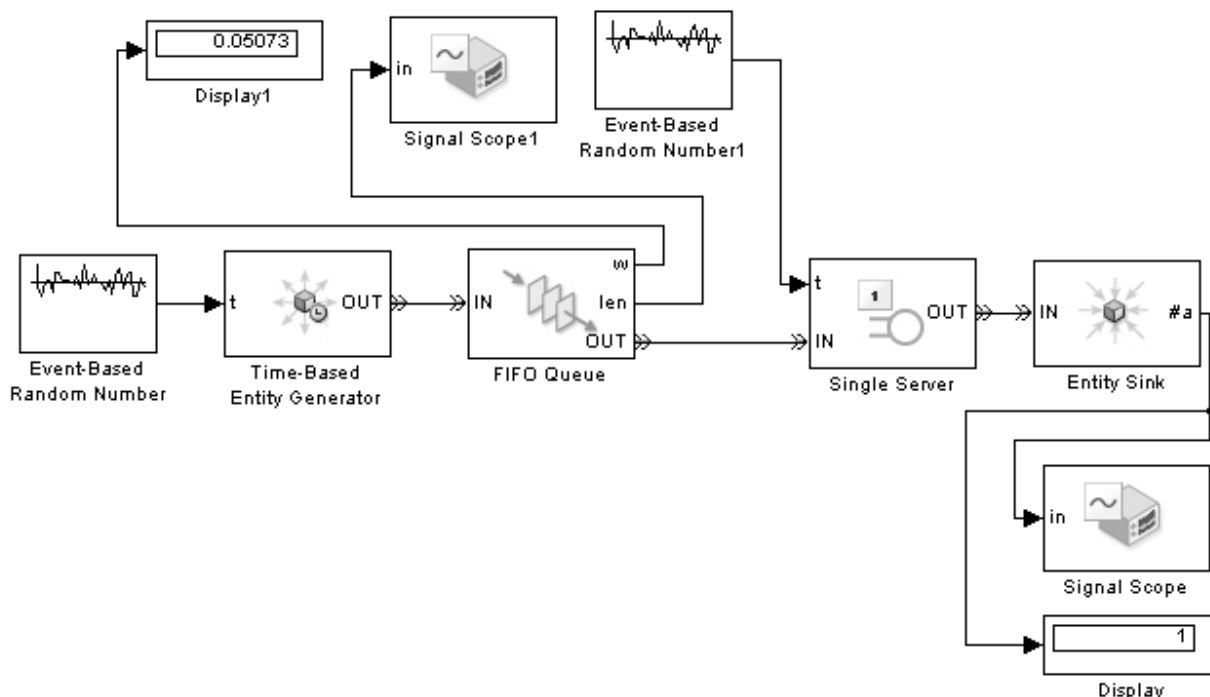 0.05073
Display1
in
Signal Scope1
Event-Based
Random Number1
Event-Based
Random Number
t
OUT
Time-Based
Entity Generator
IN
w
len
OUT
FIFO Queue
t
1
IN
OUT
Single Server
IN
#a
Entity Sink
in
Signal Scope
1
Display